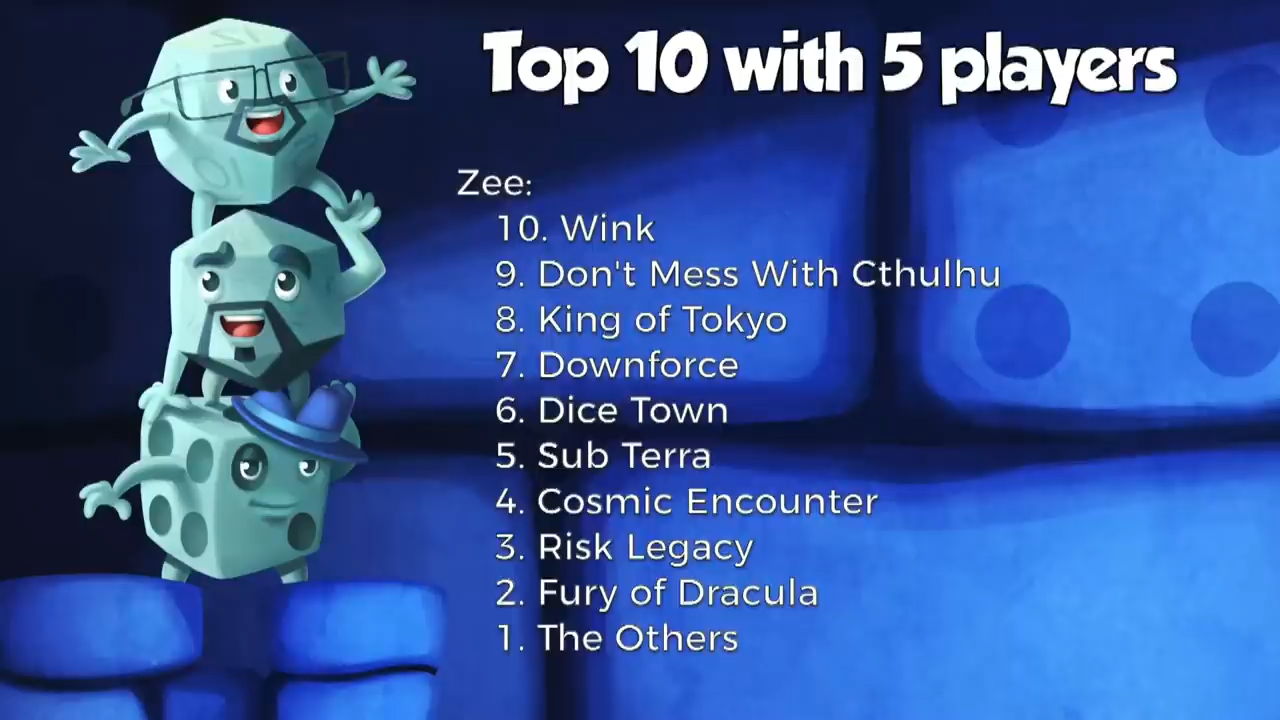 Top 10 with 5 players
Zee:
10. Wink
9. Don't Mess With Cthulhu
8. King of Tokyo
7. Downforce
6. Dice Town
5. Sub Terra
4. Cosmic Encounter
3. Risk Legacy
2. Fury of Dracula
1. The Others